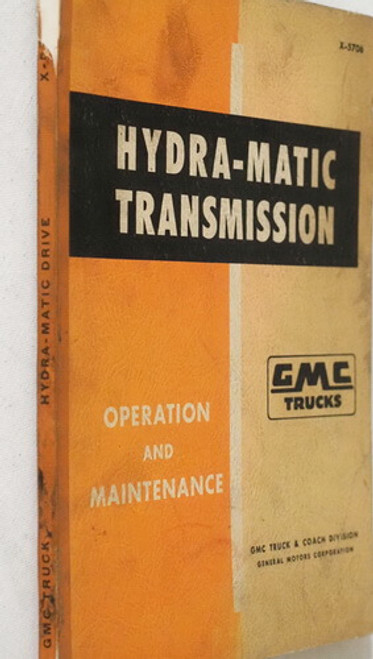 X-5706
HYDRA-MATIC
TRANSMISSION
GMC
TRUCKS
OPERATION
AND
MAINTENANCE
GMC TRUCK & COACH DIVISION
GENERAL MOTORS CORPORATION
GMC TRUCK
HYDRA-MATIC DRIVE